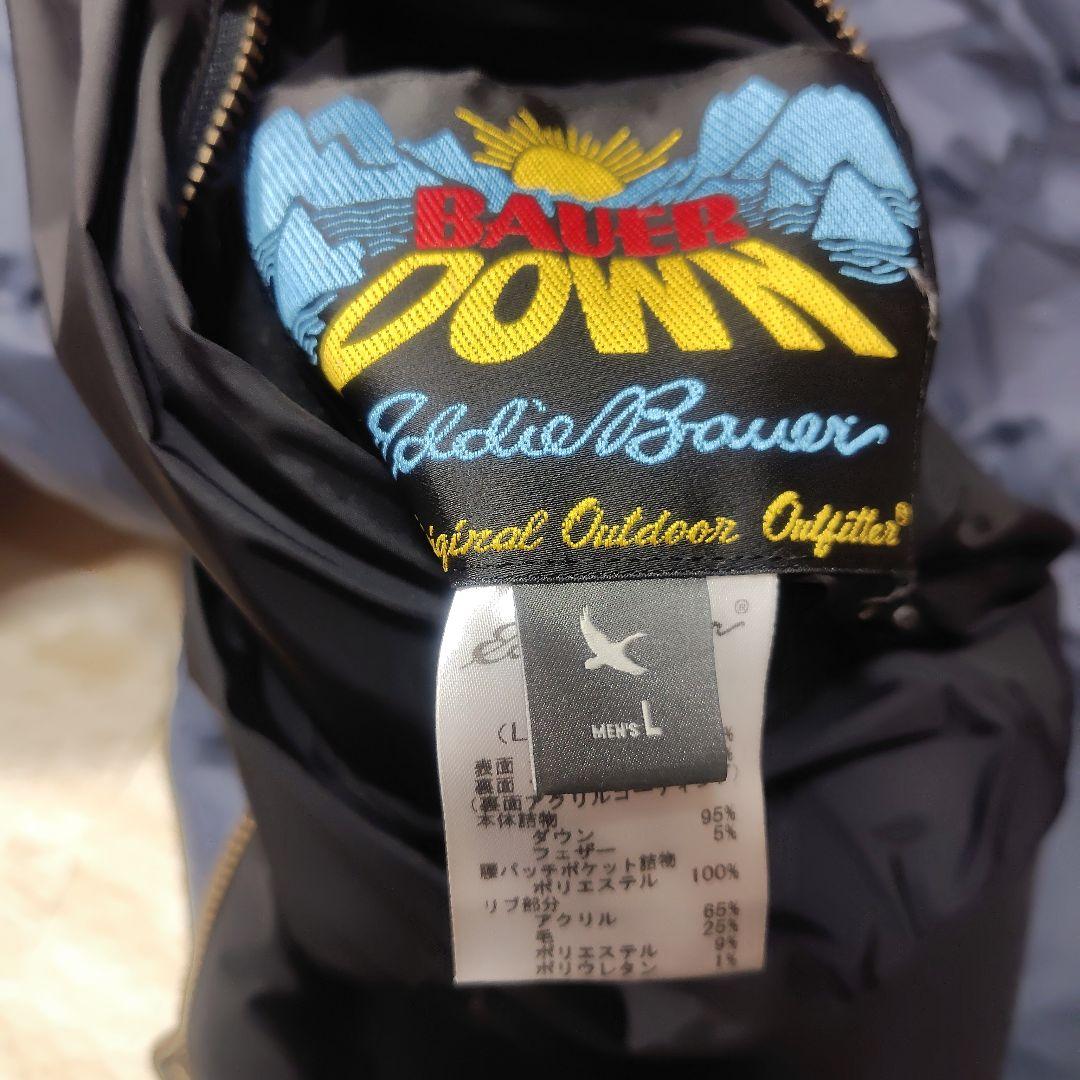 BAUER
DOWN
Eddie Bauer
Original Outdoor Outfitter®
®
MEN'S L
(L
表面
裏面
(裏面アクリルコーティング)
本体詰物
ダウン 95%
フェザー 5%
腰パッチポケット詰物
ポリエステル 100%
リブ部分
アクリル 65%
毛 25%
ポリエステル 9%
ポリウレタン 1%